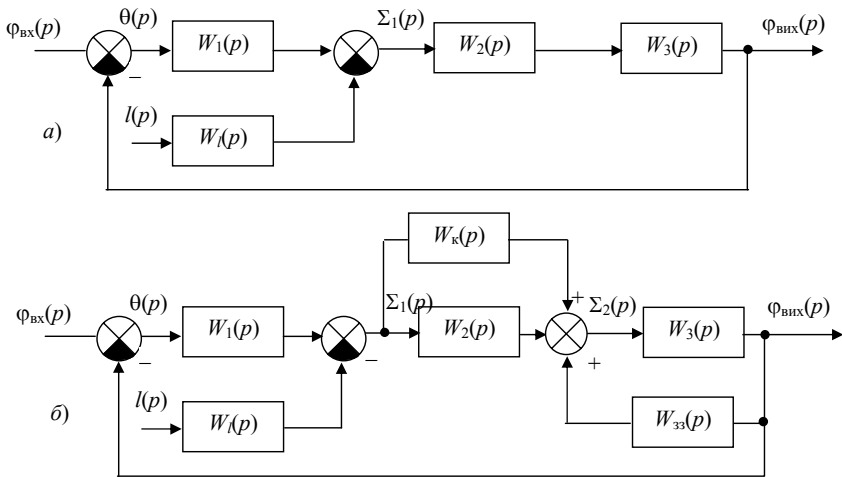 φвх(p) θ(p) W₁(p) Σ₁(p) W₂(p) W₃(p) φвих(p)
−
l(p) Wₗ(p)
а)
Wк(p)
+
φвх(p) θ(p) W₁(p) Σ₁(p) W₂(p) Σ₂(p) W₃(p) φвих(p)
− − +
l(p) Wₗ(p) Wзз(p)
б)